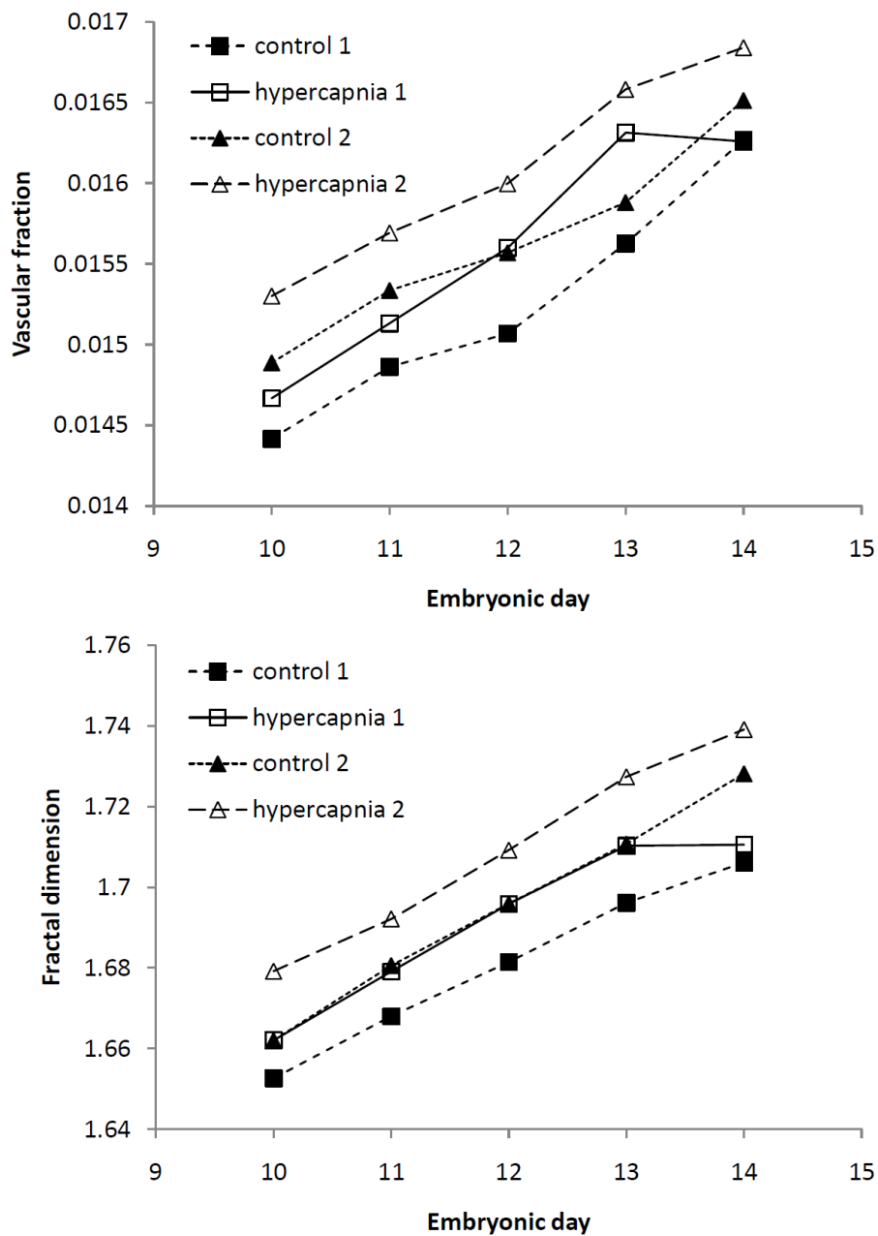 Vascular fraction
0.017
0.0165
0.016
0.0155
0.015
0.0145
0.014
control 1
hypercapnia 1
control 2
hypercapnia 2
9 10 11 12 13 14 15
Embryonic day
Fractal dimension
1.76
1.74
1.72
1.7
1.68
1.66
1.64
control 1
hypercapnia 1
control 2
hypercapnia 2
9 10 11 12 13 14 15
Embryonic day